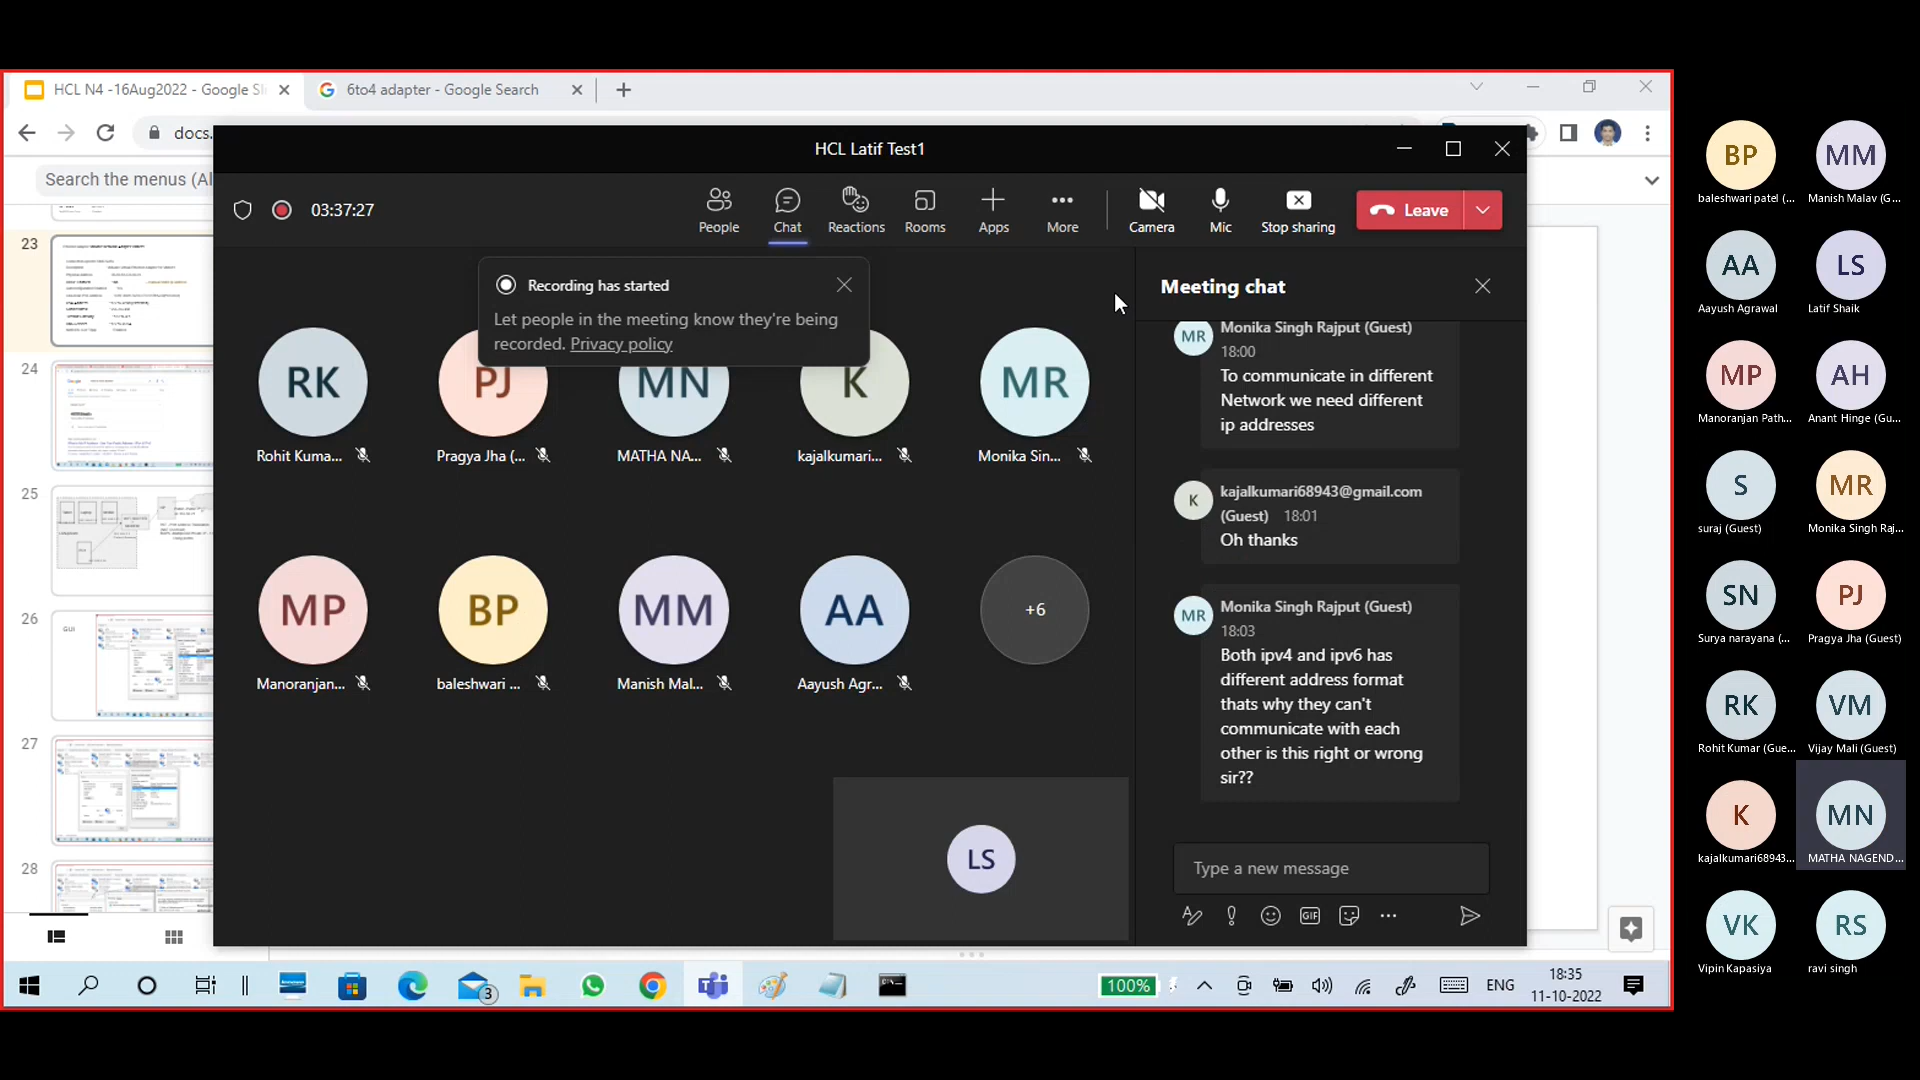 HCL N4 -16Aug2022 - Google Sl
6to4 adapter - Google Search
docs.
Search the menus (Al
HCL Latif Test1
03:37:27
People
Chat
Reactions
Rooms
Apps
More
Camera
Mic
Stop sharing
Leave
Recording has started
Let people in the meeting know they're being
recorded. Privacy policy
RK
Rohit Kuma...
PJ
Pragya Jha (...
MN
MATHA NA...
K
kajalkumari...
MR
Monika Sin...
MP
Manoranjan...
BP
baleshwari ...
MM
Manish Mal...
AA
Aayush Agr...
+6
LS
Meeting chat
MR
Monika Singh Rajput (Guest)
18:00
To communicate in different
Network we need different
ip addresses
K
kajalkumari68943@gmail.com
(Guest) 18:01
Oh thanks
MR
Monika Singh Rajput (Guest)
18:03
Both ipv4 and ipv6 has
different address format
thats why they can't
communicate with each
other is this right or wrong
sir??
Type a new message
GIF
23
24
25
26
GUI
27
28
3
100%
ENG
18:35
11-10-2022
BP
baleshwari patel (...
MM
Manish Malav (G...
AA
Aayush Agrawal
LS
Latif Shaik
MP
Manoranjan Path...
AH
Anant Hinge (Gu...
S
suraj (Guest)
MR
Monika Singh Raj...
SN
Surya narayana (...
PJ
Pragya Jha (Guest)
RK
Rohit Kumar (Gue...
VM
Vijay Mali (Guest)
K
kajalkumari68943...
MN
MATHA NAGEND...
VK
Vipin Kapasiya
RS
ravi singh